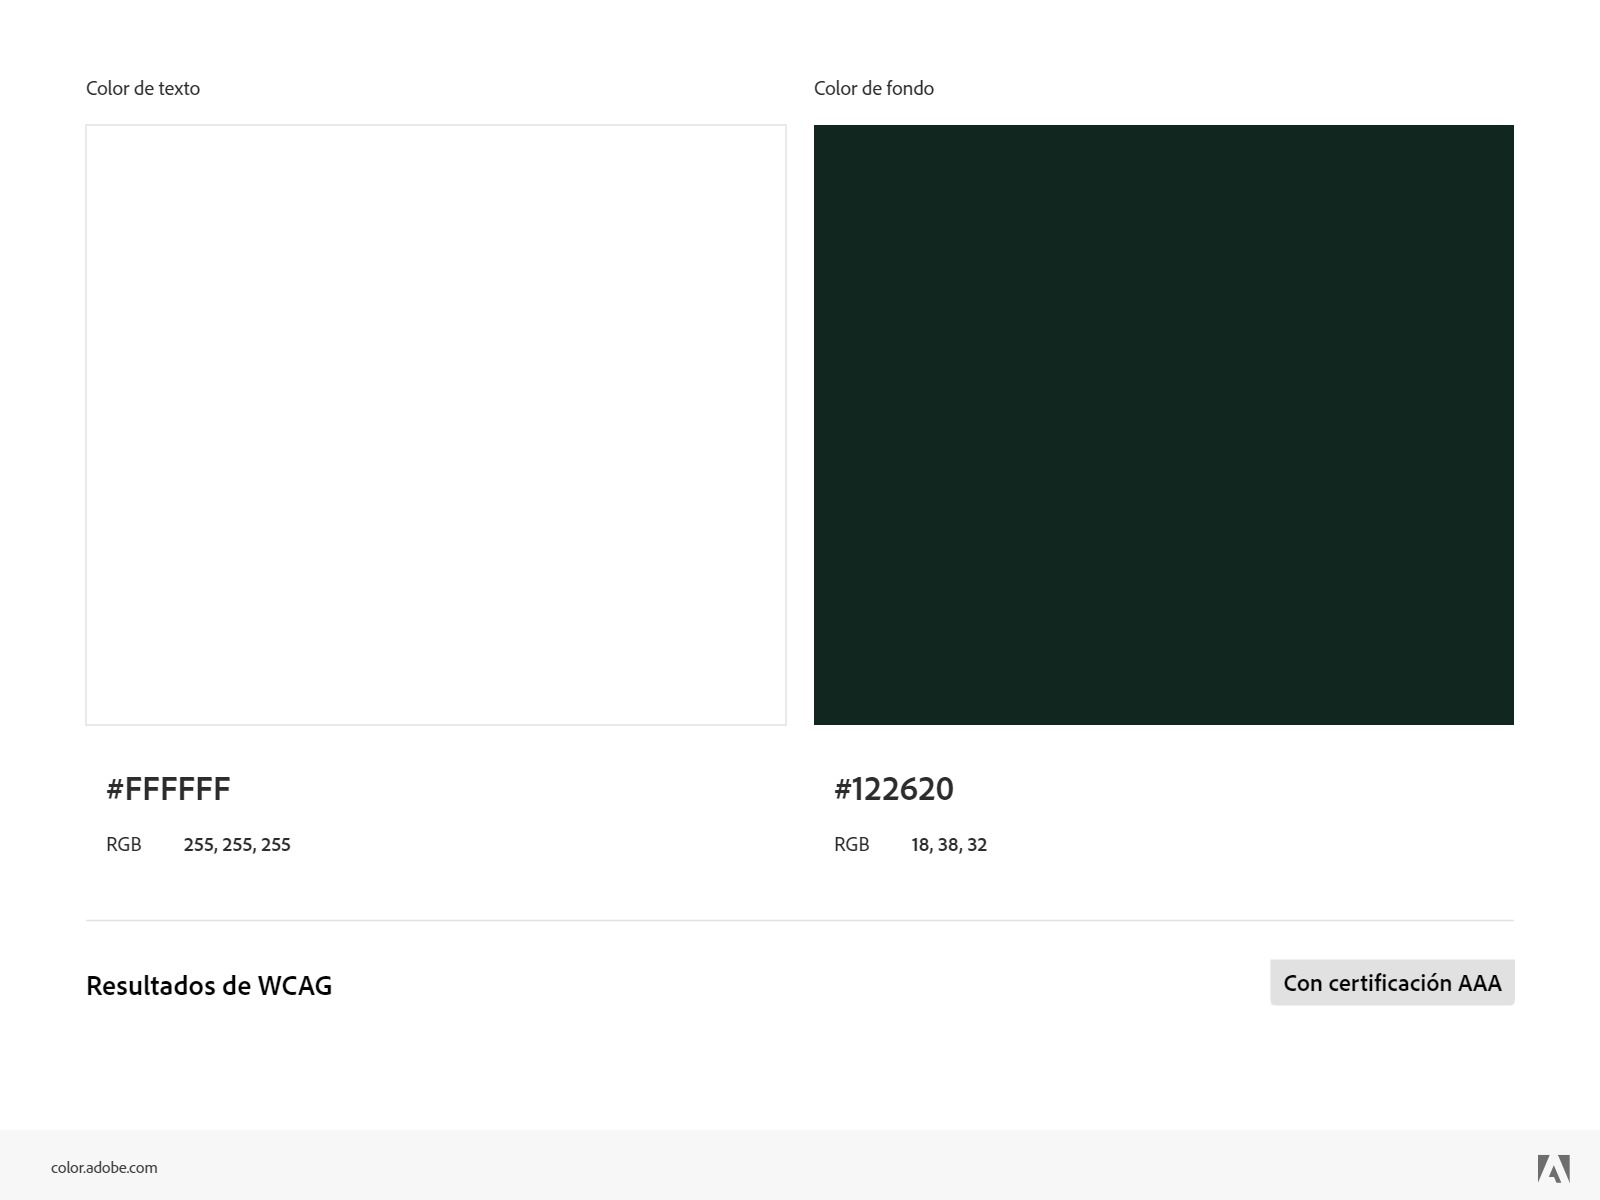 Color de texto
Color de fondo
#FFFFFF
#122620
RGB 255, 255, 255
RGB 18, 38, 32
Resultados de WCAG
Con certificación AAA
color.adobe.com